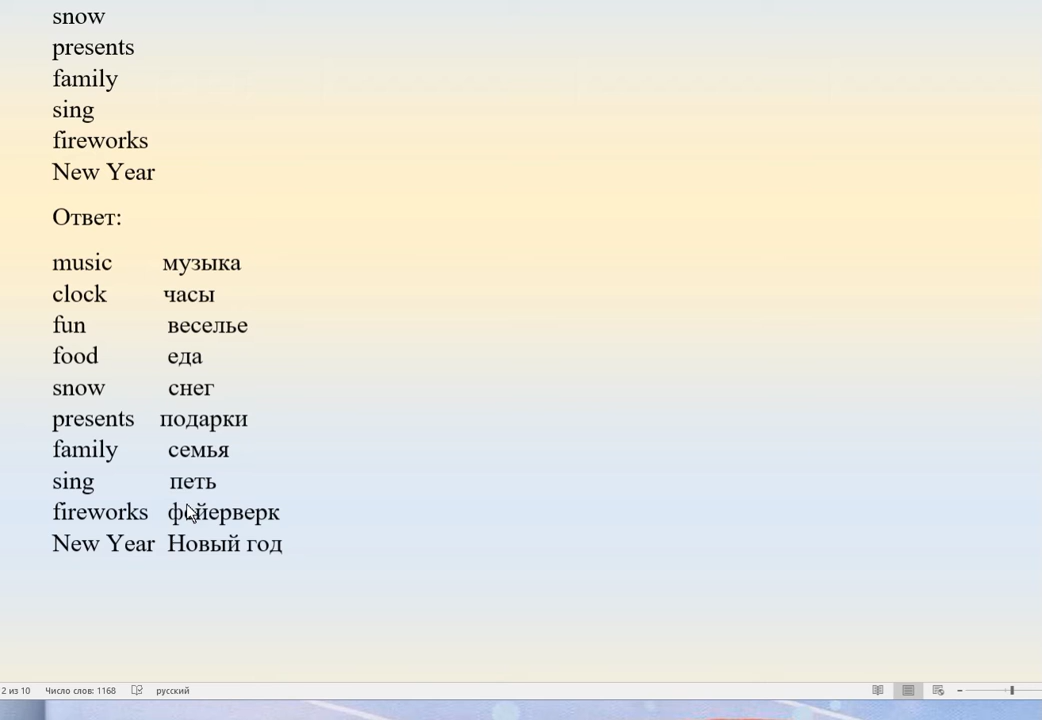 snow
presents
family
sing
fireworks
New Year
Ответ:
music музыка
clock часы
fun веселье
food еда
snow снег
presents подарки
family семья
sing петь
fireworks фейерверк
New Year Новый год
2 из 10 Число слов: 1168 русский